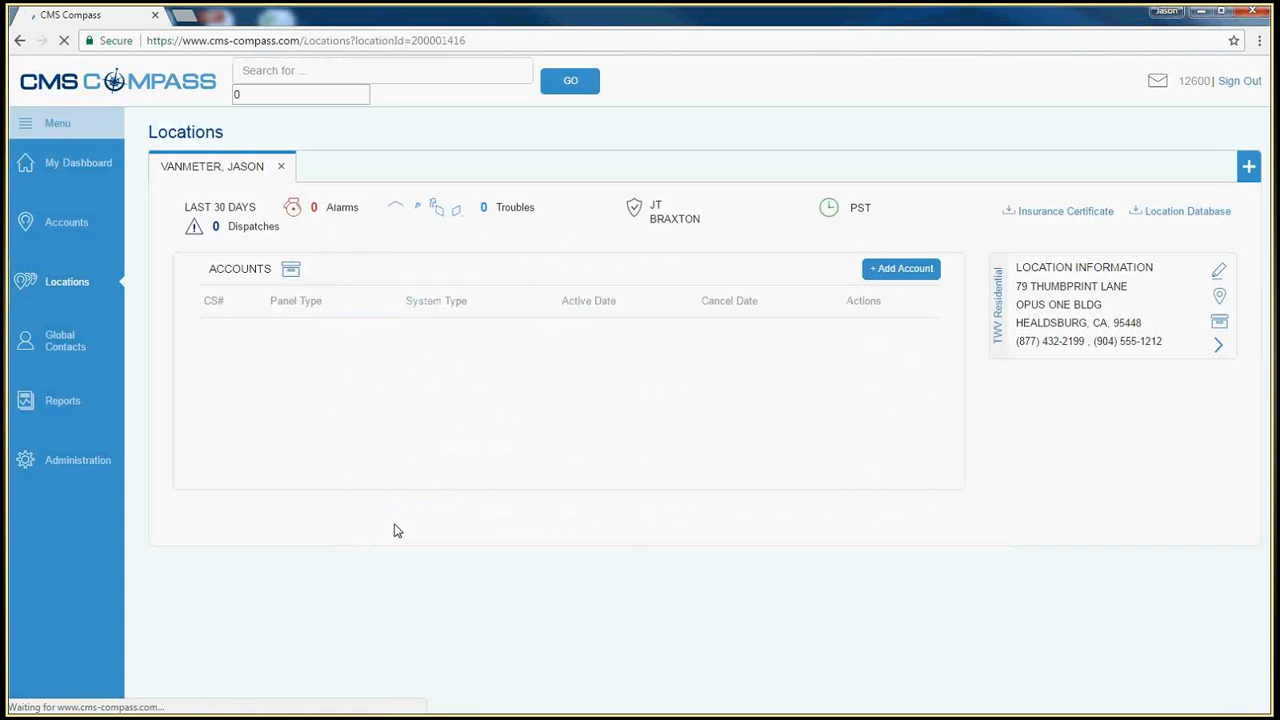 CMS Compass
Jason
Secure https://www.cms-compass.com/Locations?locationId=200001416
CMS COMPASS
Search for ...
GO
0
12600| Sign Out
Menu
My Dashboard
Accounts
Locations
Global
Contacts
Reports
Administration
Locations
VANMETER, JASON
LAST 30 DAYS 0 Alarms 0 Troubles
0 Dispatches
JT
BRAXTON
PST
Insurance Certificate Location Database
ACCOUNTS + Add Account
CS# Panel Type System Type Active Date Cancel Date Actions
TWV Residential
LOCATION INFORMATION
79 THUMBPRINT LANE
OPUS ONE BLDG
HEALDSBURG, CA, 95448
(877) 432-2199 , (904) 555-1212
Waiting for www.cms-compass.com...